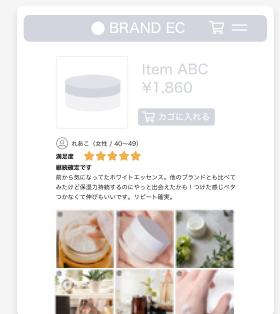 BRAND EC
Item ABC
¥1,860
カゴに入れる
れあこ（女性 / 40〜49）
満足度
継続確定です
前から気になってたホワイトエッセンス。他のブランドとも比べて
みたけど保湿力持続するのにやっと出会えたかも！つけた感じベタ
つかなくて伸びもいいです。リピート確実。